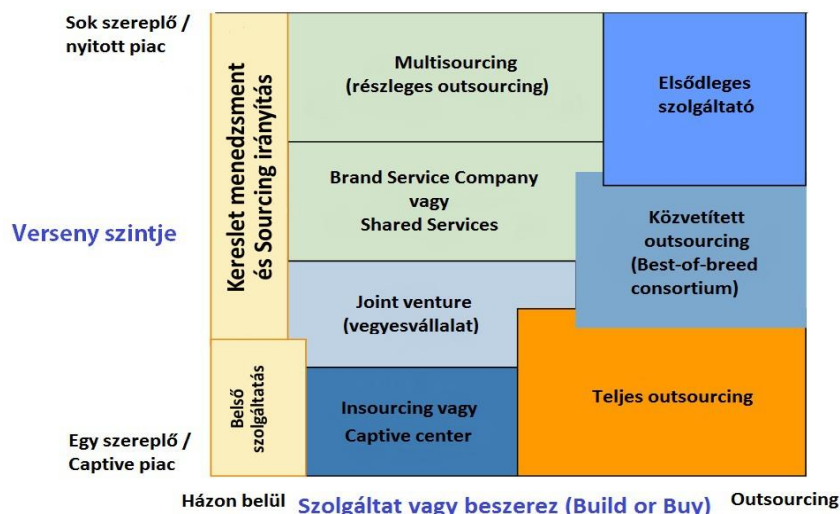 Sok szereplő /
nyitott piac
Kereslet menedzsment
és Sourcing irányítás
Multisourcing
(részleges outsourcing)
Elsődleges
szolgáltató
Brand Service Company
vagy
Shared Services
Verseny szintje
Közvetített
outsourcing
(Best-of-breed
consortium)
Joint venture
(vegyesvállalat)
Belső
szolgáltatás
Insourcing vagy
Captive center
Teljes outsourcing
Egy szereplő /
Captive piac
Házon belül
Szolgáltat vagy beszerez (Build or Buy)
Outsourcing